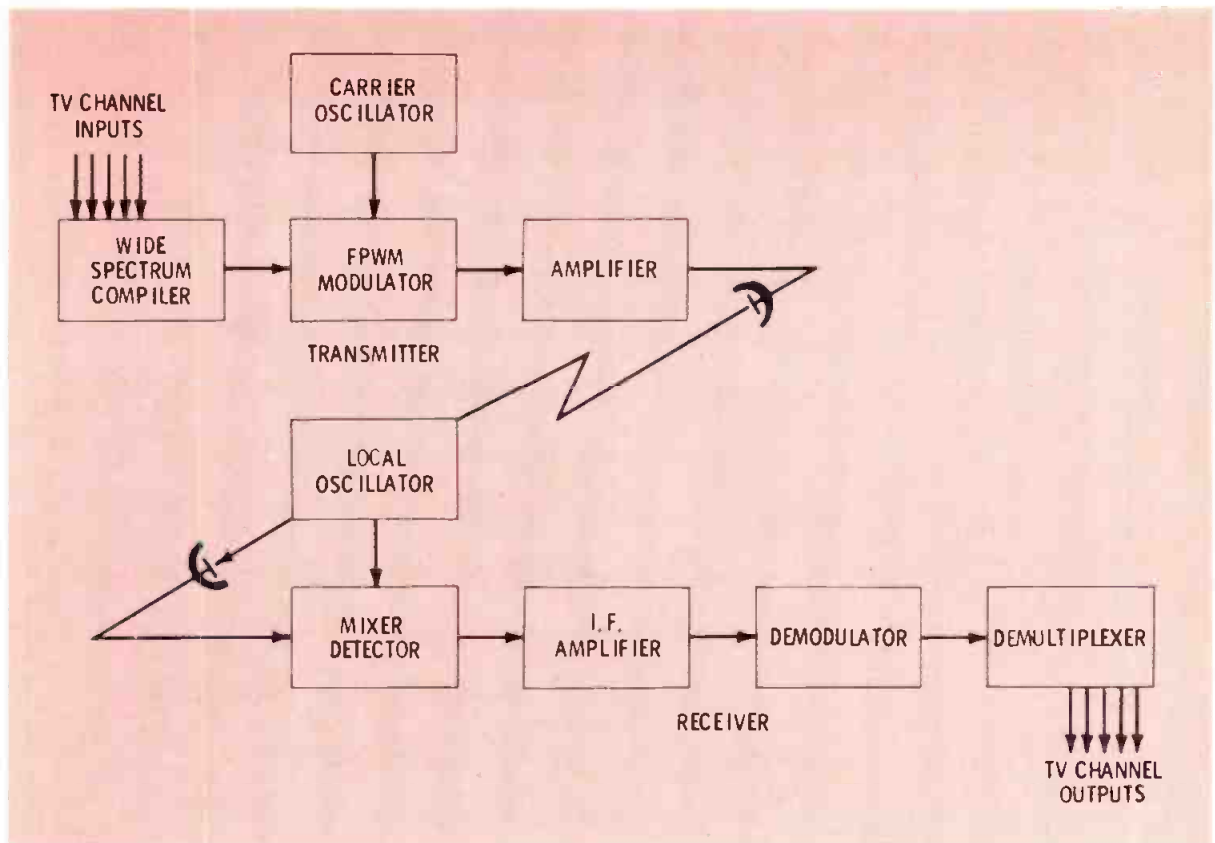 TV CHANNEL
INPUTS
CARRIER
OSCILLATOR
WIDE
SPECTRUM
COMPILER
FPWM
MODULATOR
AMPLIFIER
TRANSMITTER
LOCAL
OSCILLATOR
MIXER
DETECTOR
I.F.
AMPLIFIER
DEMODULATOR
DEMULTIPLEXER
RECEIVER
TV CHANNEL
OUTPUTS